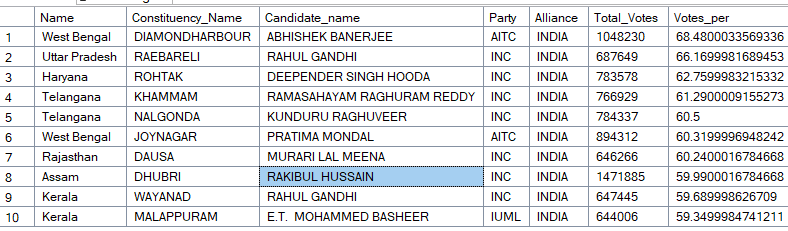 Name Constituency_Name Candidate_name Party Alliance Total_Votes Votes_per
1 West Bengal DIAMONDHARBOUR ABHISHEK BANERJEE AITC INDIA 1048230 68.4800033569336
2 Uttar Pradesh RAEBARELI RAHUL GANDHI INC INDIA 687649 66.1699981689453
3 Haryana ROHTAK DEEPENDER SINGH HOODA INC INDIA 783578 62.7599983215332
4 Telangana KHAMMAM RAMASAHAYAM RAGHURAM REDDY INC INDIA 766929 61.2900009155273
5 Telangana NALGONDA KUNDURU RAGHUVEER INC INDIA 784337 60.5
6 West Bengal JOYNAGAR PRATIMA MONDAL AITC INDIA 894312 60.3199996948242
7 Rajasthan DAUSA MURARI LAL MEENA INC INDIA 646266 60.2400016784668
8 Assam DHUBRI RAKIBUL HUSSAIN INC INDIA 1471885 59.9900016784668
9 Kerala WAYANAD RAHUL GANDHI INC INDIA 647445 59.689998626709
10 Kerala MALAPPURAM E.T. MOHAMMED BASHEER IUML INDIA 644006 59.3499984741211